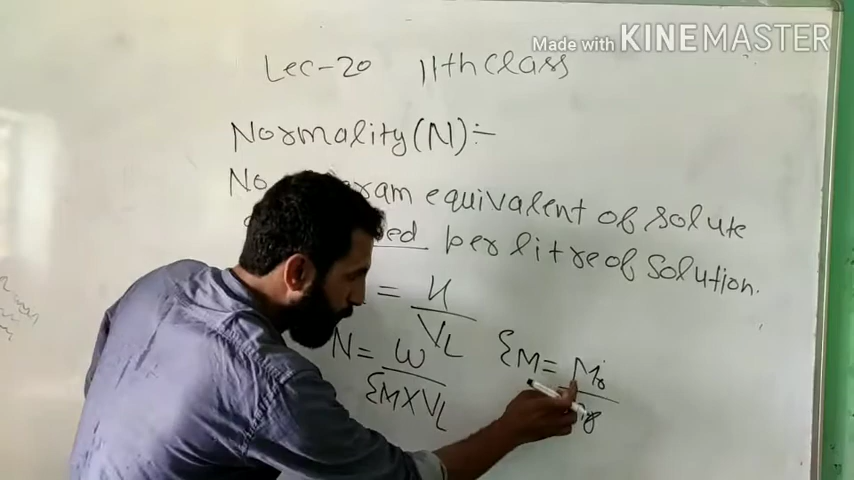 Made with KINEMASTER
Lec-20 11th Class
Normality (N) :-
No gram equivalent of solute
per litre of Solution.
= n / VL
N = w / EM x VL
EM = Mo